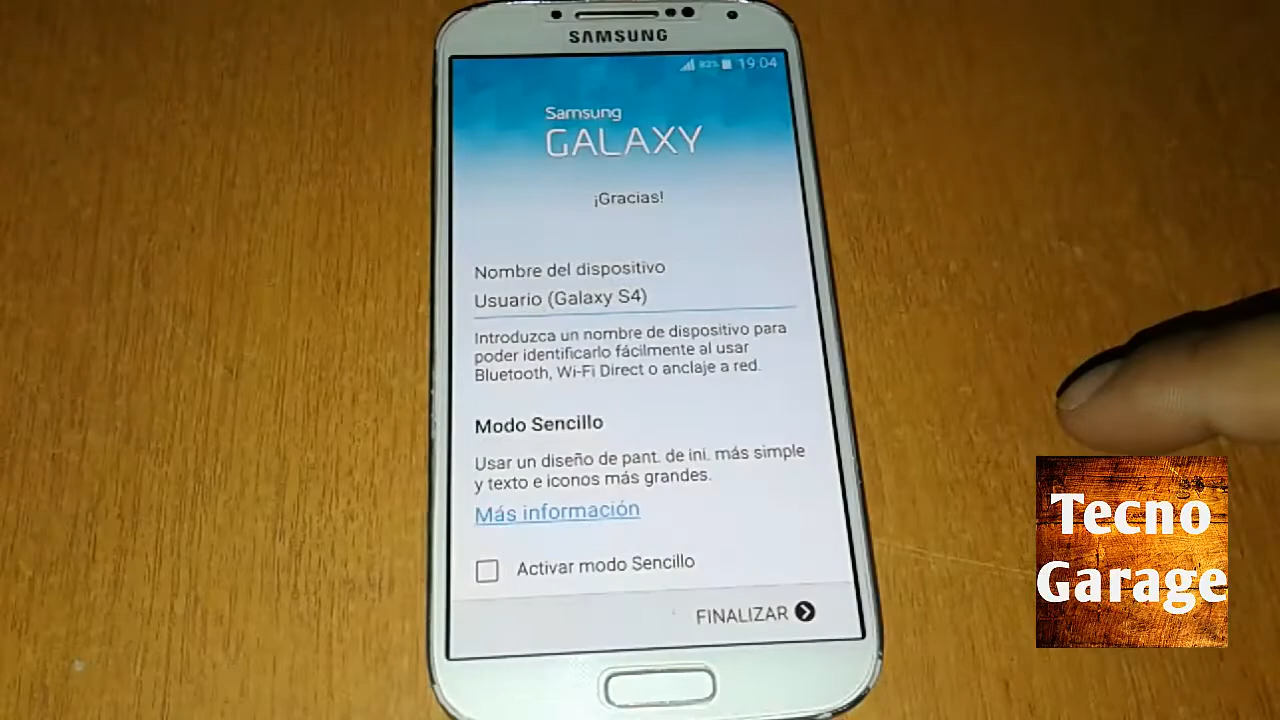 SAMSUNG
82% 19:04
Samsung
GALAXY
¡Gracias!
Nombre del dispositivo
Usuario (Galaxy S4)
Introduzca un nombre de dispositivo para
poder identificarlo fácilmente al usar
Bluetooth, Wi-Fi Direct o anclaje a red.
Modo Sencillo
Usar un diseño de pant. de ini. más simple
y texto e iconos más grandes.
Más información
Activar modo Sencillo
FINALIZAR
Tecno
Garage